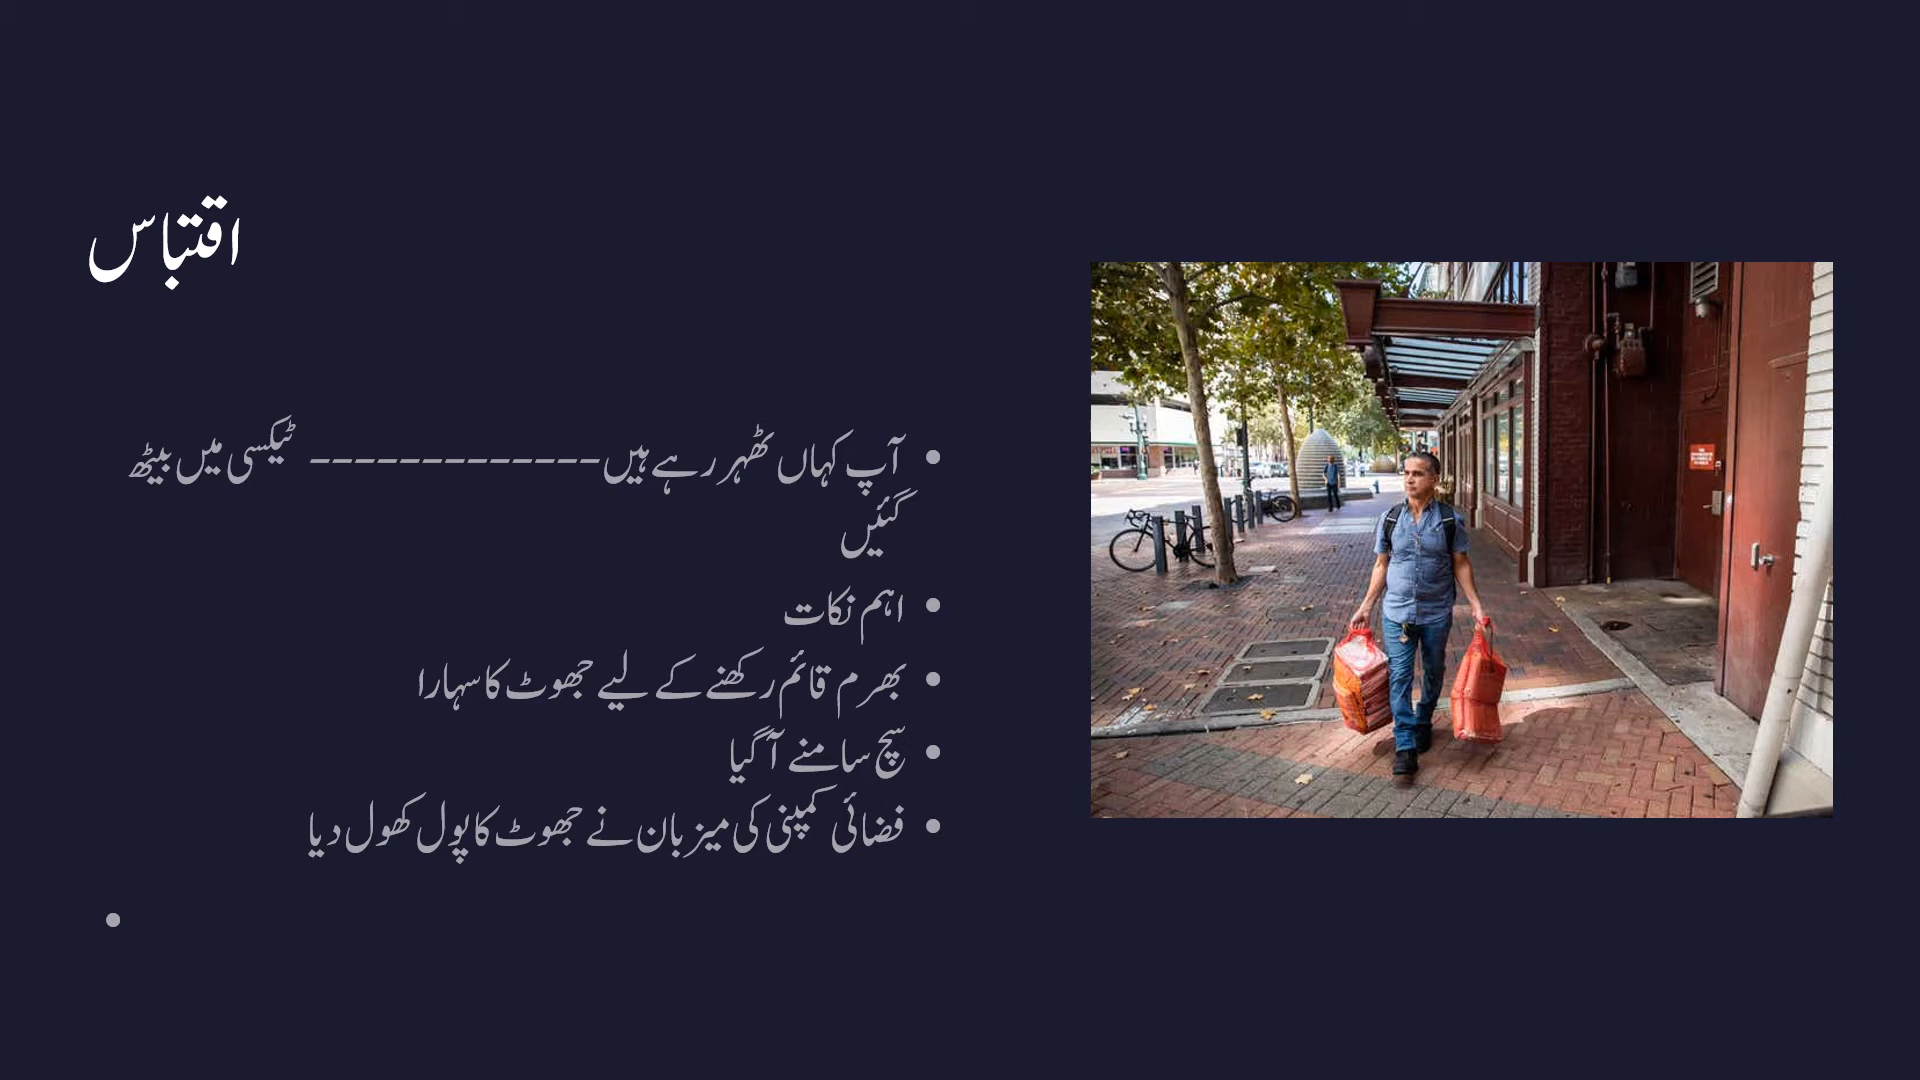 اقتباس
• آپ کہاں ٹھہر رہے ہیں------------- ٹیکسی میں بیٹھ
گئیں
• اہم نکات
• بھرم قائم رکھنے کے لیے جھوٹ کا سہارا
• سچ سامنے آ گیا
• فضائی کمپنی کی میزبان نے جھوٹ کا پول کھول دیا
•